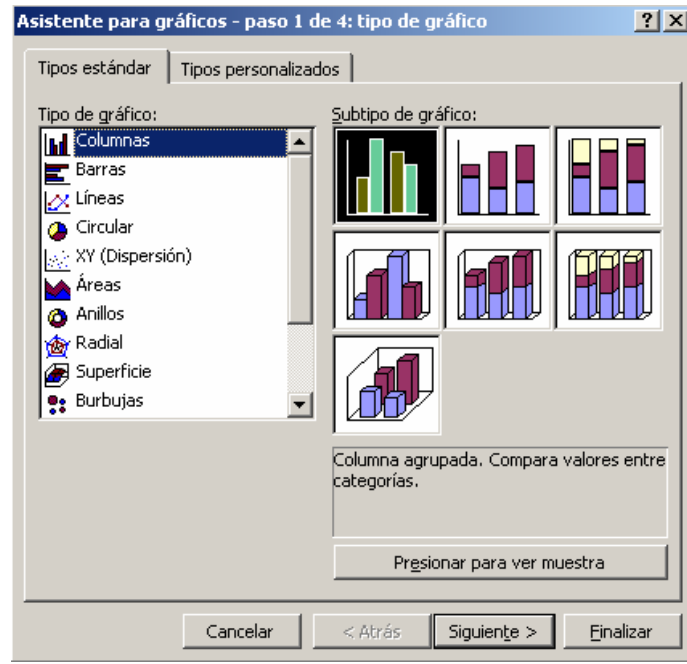 Asistente para gráficos - paso 1 de 4: tipo de gráfico
Tipos estándar
Tipos personalizados
Tipo de gráfico:
Columnas
Barras
Líneas
Circular
XY (Dispersión)
Áreas
Anillos
Radial
Superficie
Burbujas
Subtipo de gráfico:
Columna agrupada. Compara valores entre
categorías.
Presionar para ver muestra
Cancelar
< Atrás
Siguiente >
Finalizar